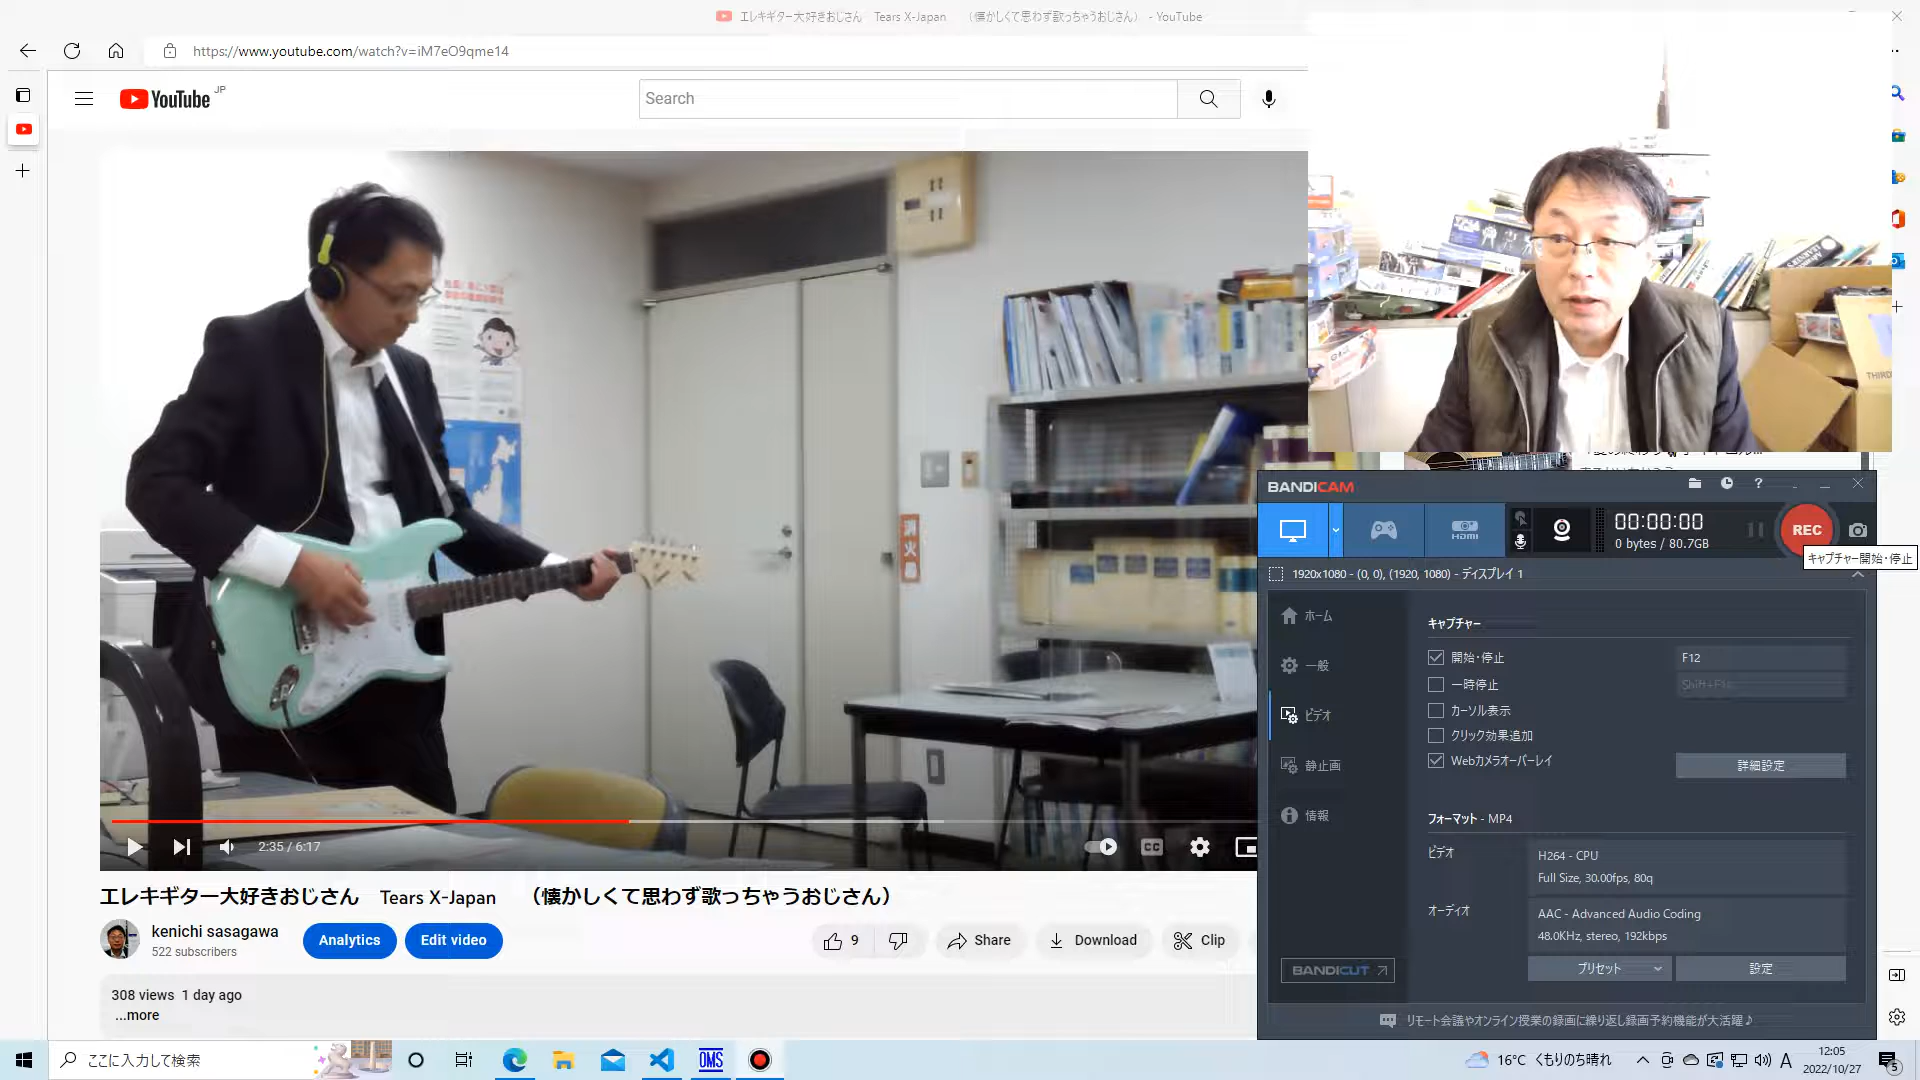 エレキギター大好きおじさん Tears X-Japan （懐かしくて思わず歌っちゃうおじさん） - YouTube
https://www.youtube.com/watch?v=iM7eO9qme14
YouTube JP
Search
消火器
THIRD
2:35 / 6:17
CC
エレキギター大好きおじさん Tears X-Japan （懐かしくて思わず歌っちゃうおじさん）
kenichi sasagawa
522 subscribers
Analytics
Edit video
9
Share
Download
Clip
308 views 1 day ago
...more
BANDICAM
?
HDMI
00:00:00
0 bytes / 80.7GB
REC
キャプチャー開始・停止
1920x1080 - (0, 0), (1920, 1080) - ディスプレイ 1
ホーム
一般
ビデオ
静止画
情報
BANDICUT
キャプチャー
開始・停止
F12
一時停止
カーソル表示
クリック効果追加
Webカメラオーバーレイ
詳細設定
フォーマット - MP4
ビデオ
H264 - CPU
Full Size, 30.00fps, 80q
オーディオ
AAC - Advanced Audio Coding
48.0KHz, stereo, 192kbps
プリセット
設定
リモート会議やオンライン授業の録画に繰り返し録画予約機能が大活躍♪
ここに入力して検索
OMS
16°C くもりのち晴れ
A
12:05
2022/10/27
5